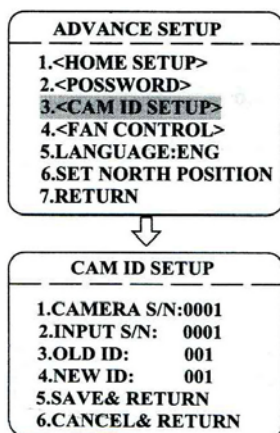 ADVANCE SETUP
1.<HOME SETUP>
2.<POSSWORD>
3.<CAM ID SETUP>
4.<FAN CONTROL>
5.LANGUAGE:ENG
6.SET NORTH POSITION
7.RETURN
CAM ID SETUP
1.CAMERA S/N:0001
2.INPUT S/N: 0001
3.OLD ID: 001
4.NEW ID: 001
5.SAVE& RETURN
6.CANCEL& RETURN